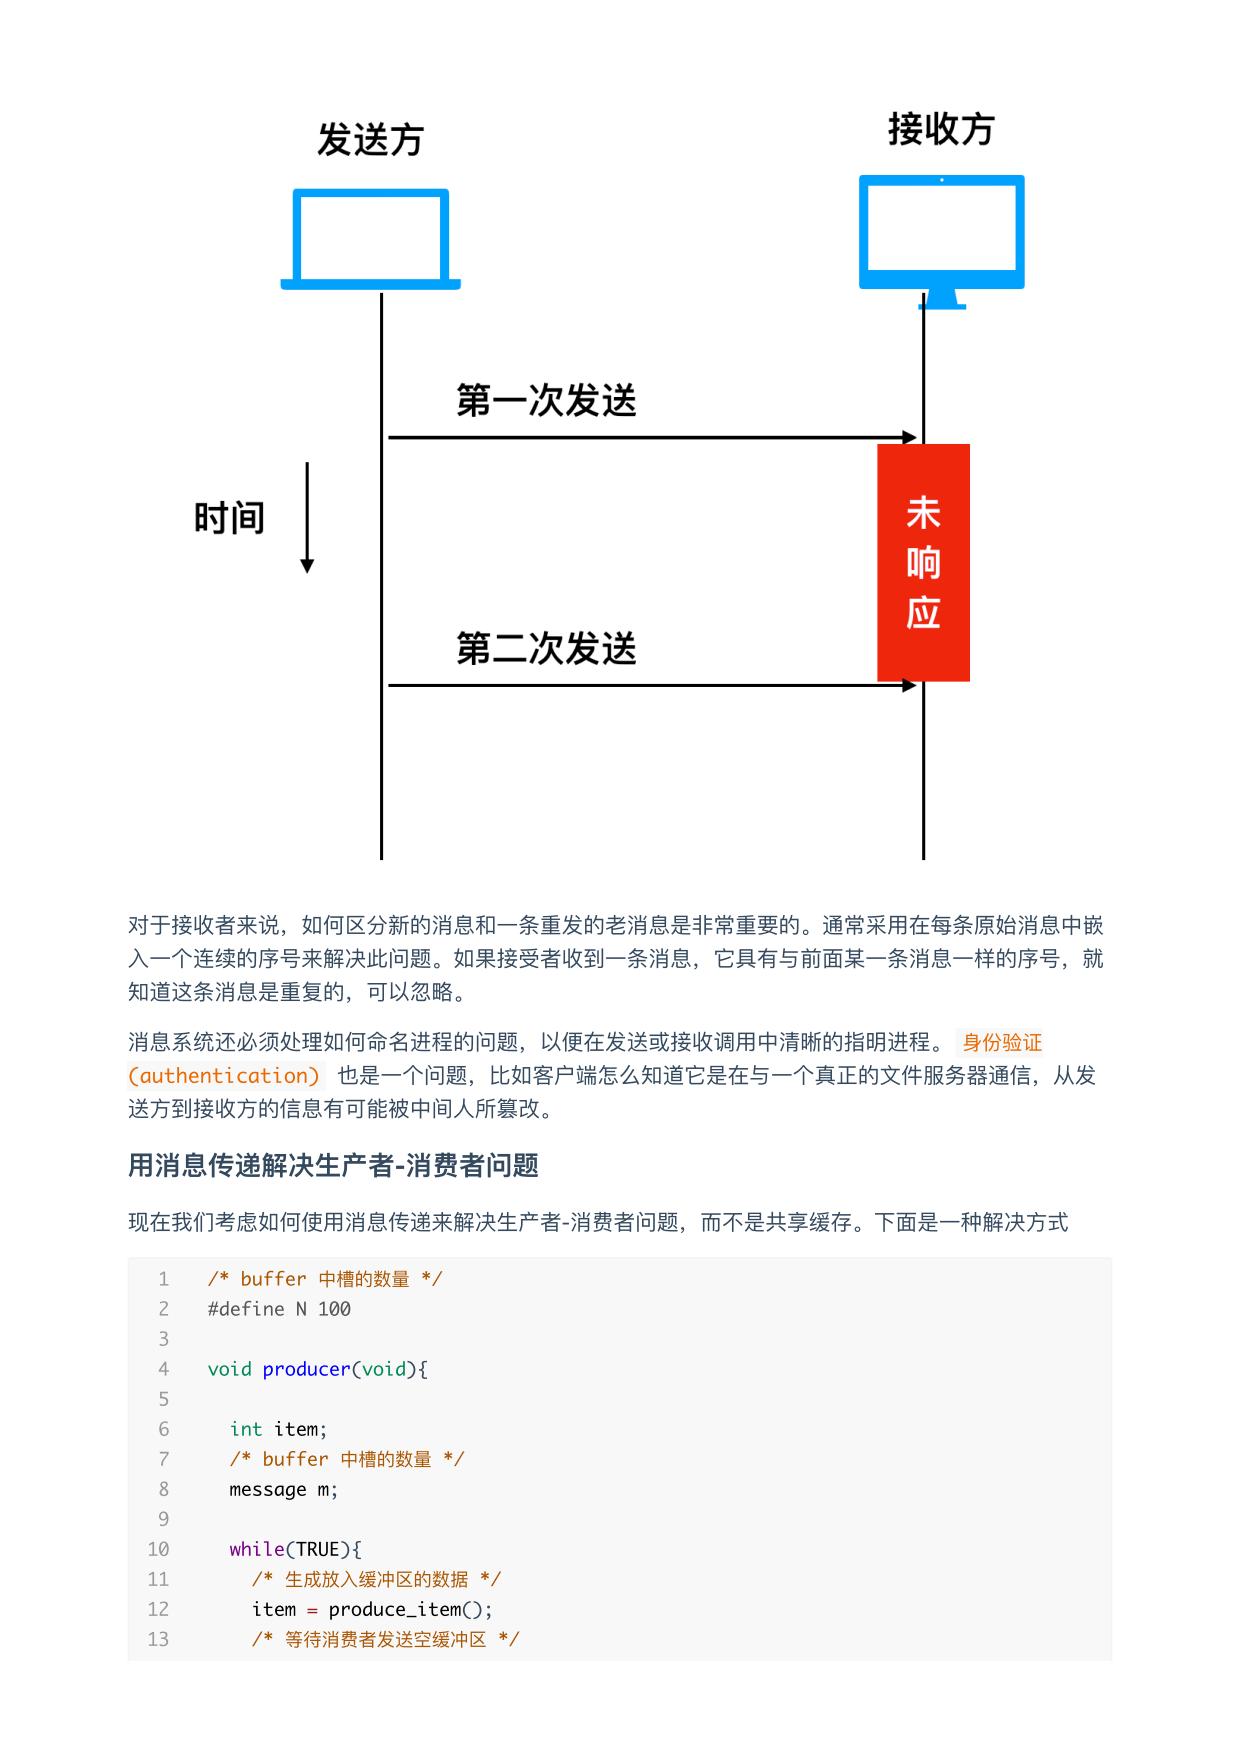 发送方
接收方
第一次发送
时间
未
响
应
第二次发送
对于接收者来说，如何区分新的消息和一条重发的老消息是非常重要的。通常采用在每条原始消息中嵌
入一个连续的序号来解决此问题。如果接受者收到一条消息，它具有与前面某一条消息一样的序号，就
知道这条消息是重复的，可以忽略。
消息系统还必须处理如何命名进程的问题，以便在发送或接收调用中清晰的指明进程。 身份验证
(authentication) 也是一个问题，比如客户端怎么知道它是在与一个真正的文件服务器通信，从发
送方到接收方的信息有可能被中间人所篡改。
用消息传递解决生产者-消费者问题
现在我们考虑如何使用消息传递来解决生产者-消费者问题，而不是共享缓存。下面是一种解决方式
1 /* buffer 中槽的数量 */
2 #define N 100
3
4 void producer(void){
5
6 int item;
7 /* buffer 中槽的数量 */
8 message m;
9
10 while(TRUE){
11 /* 生成放入缓冲区的数据 */
12 item = produce_item();
13 /* 等待消费者发送空缓冲区 */